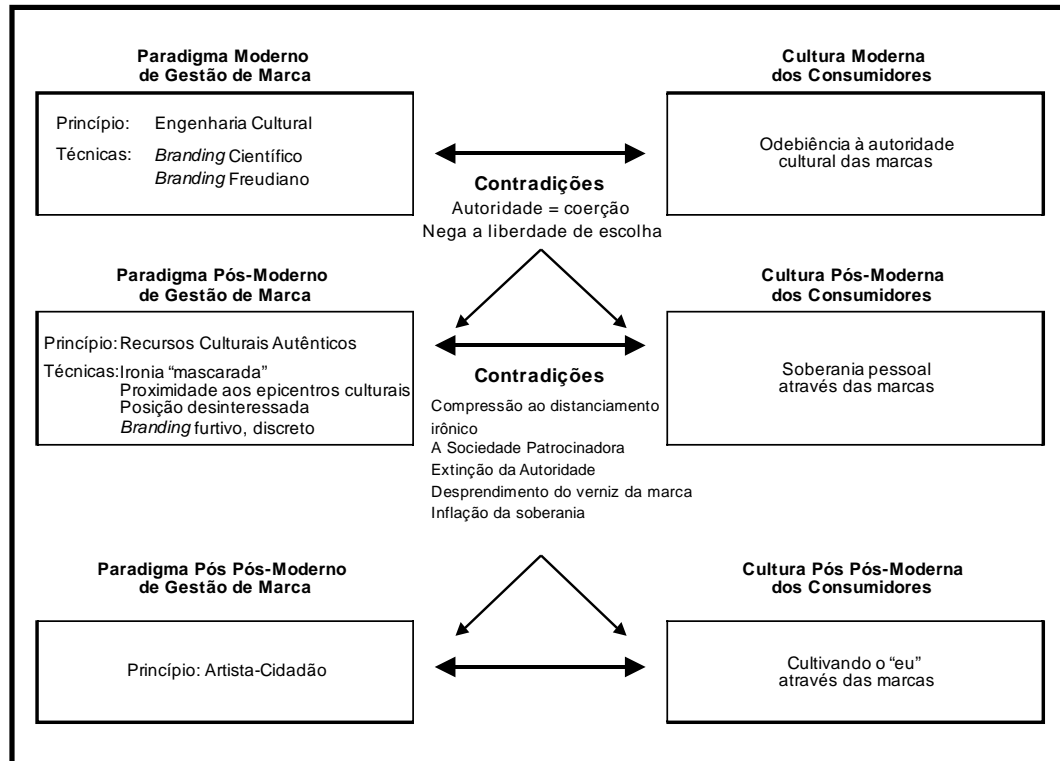 Paradigma Moderno
de Gestão de Marca
Cultura Moderna
dos Consumidores
Princípio: Engenharia Cultural
Técnicas: Branding Científico
Branding Freudiano
Odebiência à autoridade
cultural das marcas
Contradições
Autoridade = coerção
Nega a liberdade de escolha
Paradigma Pós-Moderno
de Gestão de Marca
Cultura Pós-Moderna
dos Consumidores
Princípio: Recursos Culturais Autênticos
Técnicas: Ironia “mascarada”
Proximidade aos epicentros culturais
Posição desinteressada
Branding furtivo, discreto
Soberania pessoal
através das marcas
Contradições
Compressão ao distanciamento
irônico
A Sociedade Patrocinadora
Extinção da Autoridade
Desprendimento do verniz da marca
Inflação da soberania
Paradigma Pós Pós-Moderno
de Gestão de Marca
Cultura Pós Pós-Moderna
dos Consumidores
Princípio: Artista-Cidadão
Cultivando o “eu”
através das marcas